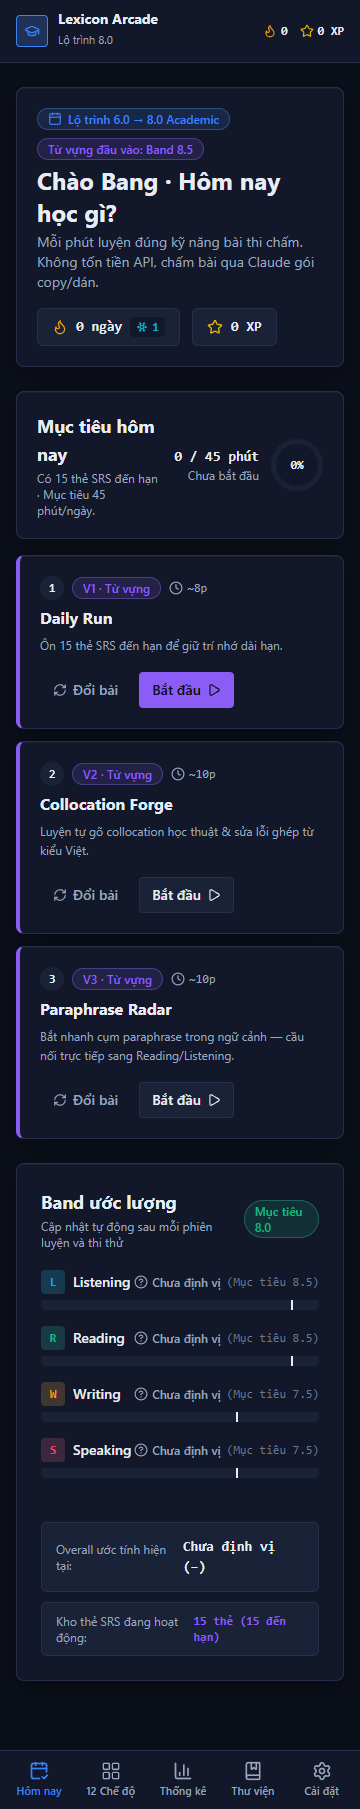 Lexicon Arcade
Lộ trình 8.0
0
0 XP
Lộ trình 6.0 → 8.0 Academic
Từ vựng đầu vào: Band 8.5
Chào Bang · Hôm nay
học gì?
Mỗi phút luyện đúng kỹ năng bài thi chấm.
Không tốn tiền API, chấm bài qua Claude gói
copy/dán.
0 ngày
1
0 XP
Mục tiêu hôm
nay
Có 15 thẻ SRS đến hạn
· Mục tiêu 45
phút/ngày.
0 / 45 phút
Chưa bắt đầu
0%
1
V1 · Từ vựng
~8p
Daily Run
Ôn 15 thẻ SRS đến hạn để giữ trí nhớ dài hạn.
Đổi bài
Bắt đầu
2
V2 · Từ vựng
~10p
Collocation Forge
Luyện tự gõ collocation học thuật & sửa lỗi ghép từ
kiểu Việt.
Đổi bài
Bắt đầu
3
V3 · Từ vựng
~10p
Paraphrase Radar
Bắt nhanh cụm paraphrase trong ngữ cảnh — cầu
nối trực tiếp sang Reading/Listening.
Đổi bài
Bắt đầu
Band ước lượng
Cập nhật tự động sau mỗi phiên
luyện và thi thử
Mục tiêu
8.0
L Listening ? Chưa định vị (Mục tiêu 8.5)
R Reading ? Chưa định vị (Mục tiêu 8.5)
W Writing ? Chưa định vị (Mục tiêu 7.5)
S Speaking ? Chưa định vị (Mục tiêu 7.5)
Overall ước tính hiện
tại:
Chưa định vị
(–)
Kho thẻ SRS đang hoạt
động:
15 thẻ (15 đến
hạn)
Hôm nay
12 Chế độ
Thống kê
Thư viện
Cài đặt